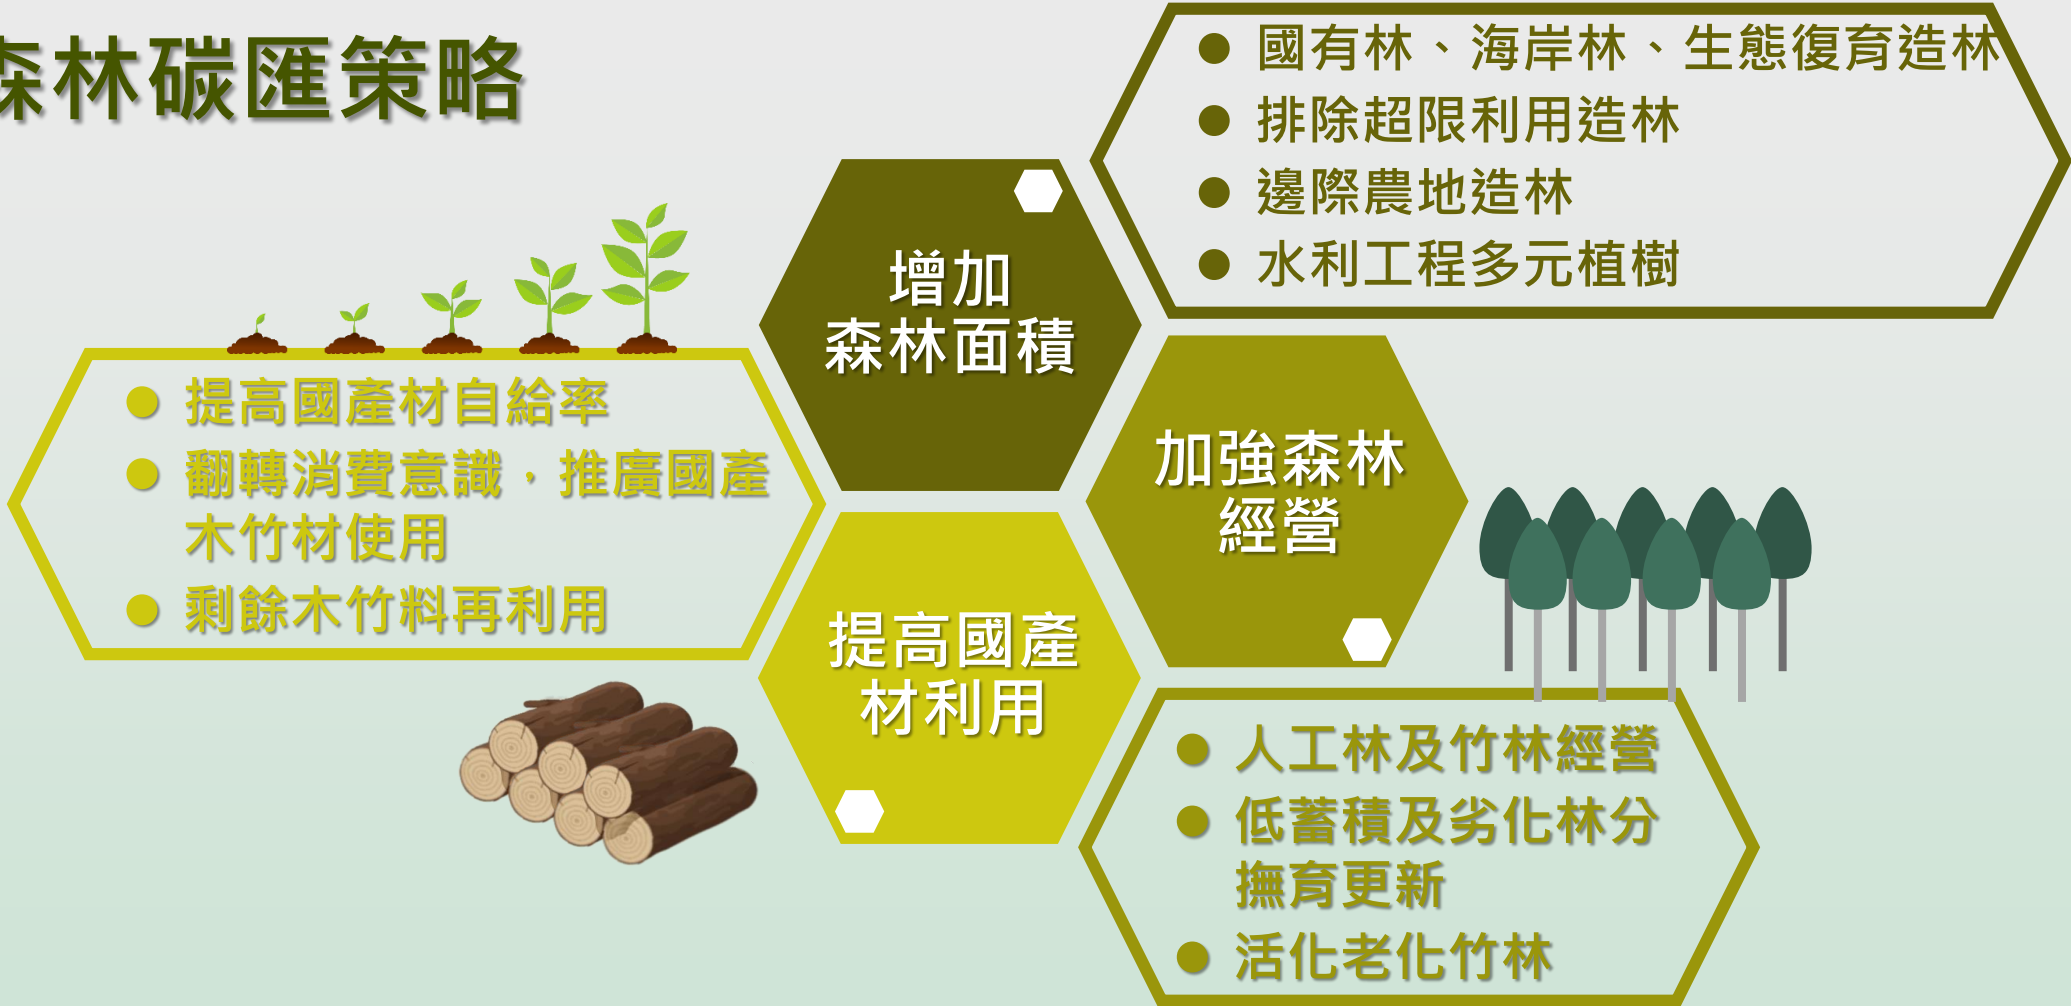 森林碳匯策略
● 國有林、海岸林、生態復育造林
● 排除超限利用造林
● 邊際農地造林
● 水利工程多元植樹
增加
森林面積
● 提高國產材自給率
● 翻轉消費意識，推廣國產
木竹材使用
● 剩餘木竹料再利用
加強森林
經營
提高國產
材利用
● 人工林及竹林經營
● 低蓄積及劣化林分
撫育更新
● 活化老化竹林